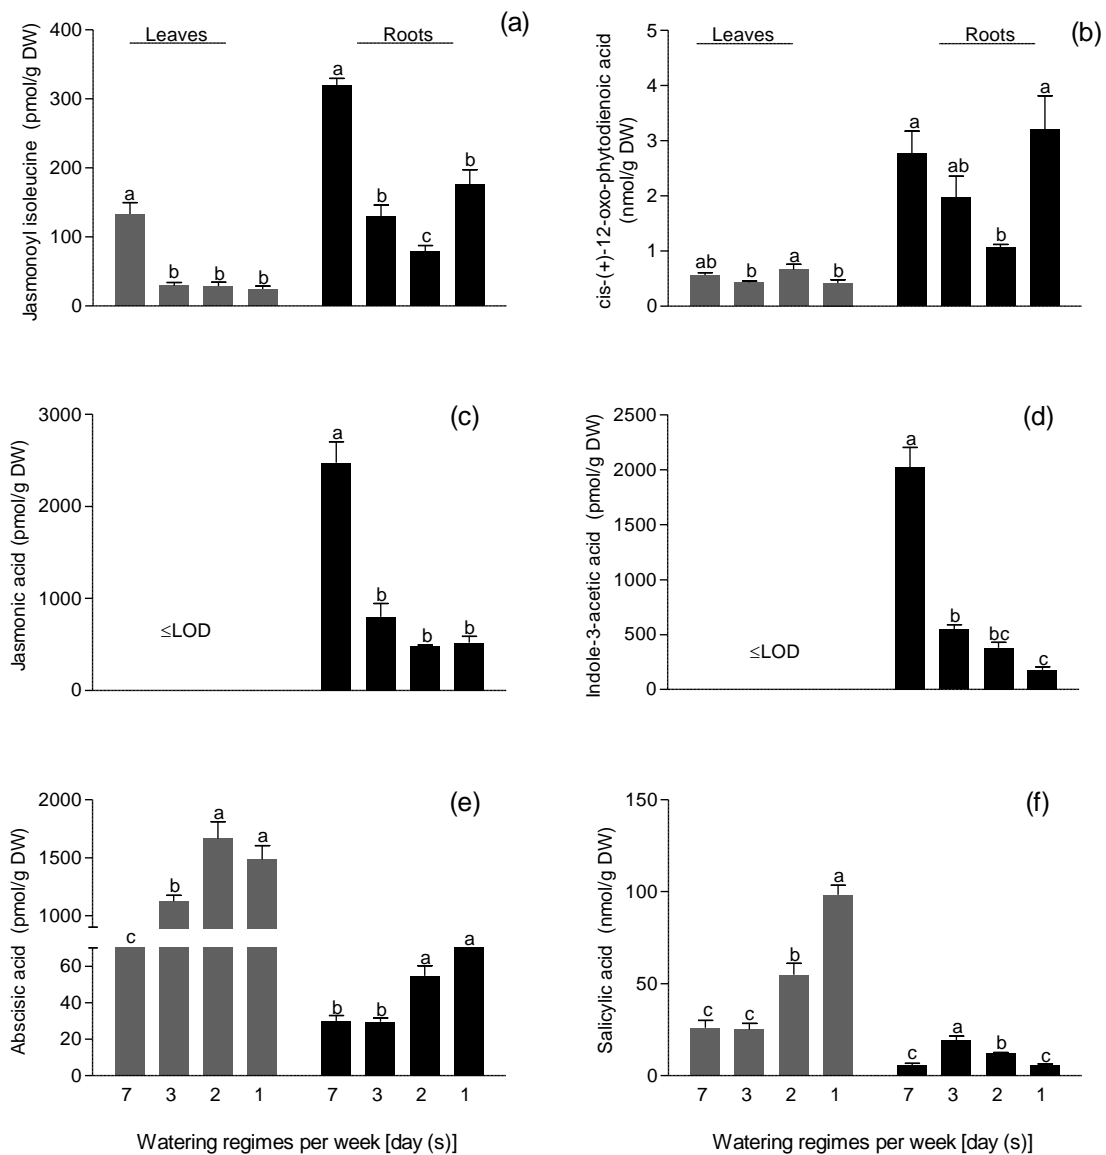 (a)
Leaves
Roots
Jasmonoyl isoleucine (pmol/g DW)
400
300
200
100
0
a
b
b
b
a
b
c
b
(b)
Leaves
Roots
cis-(+)-12-oxo-phytodienoic acid
(nmol/g DW)
5
4
3
2
1
0
ab
b
a
b
a
ab
b
a
(c)
Jasmonic acid (pmol/g DW)
3000
2000
1000
0
≤LOD
a
b
b
b
(d)
Indole-3-acetic acid (pmol/g DW)
2500
2000
1500
1000
500
0
≤LOD
a
b
bc
c
(e)
Abscisic acid (pmol/g DW)
2000
1500
1000
60
40
20
0
c
b
a
a
b
b
a
a
7 3 2 1 7 3 2 1
Watering regimes per week [day (s)]
(f)
Salicylic acid (nmol/g DW)
150
100
50
0
c
c
b
a
c
a
b
c
7 3 2 1 7 3 2 1
Watering regimes per week [day (s)]